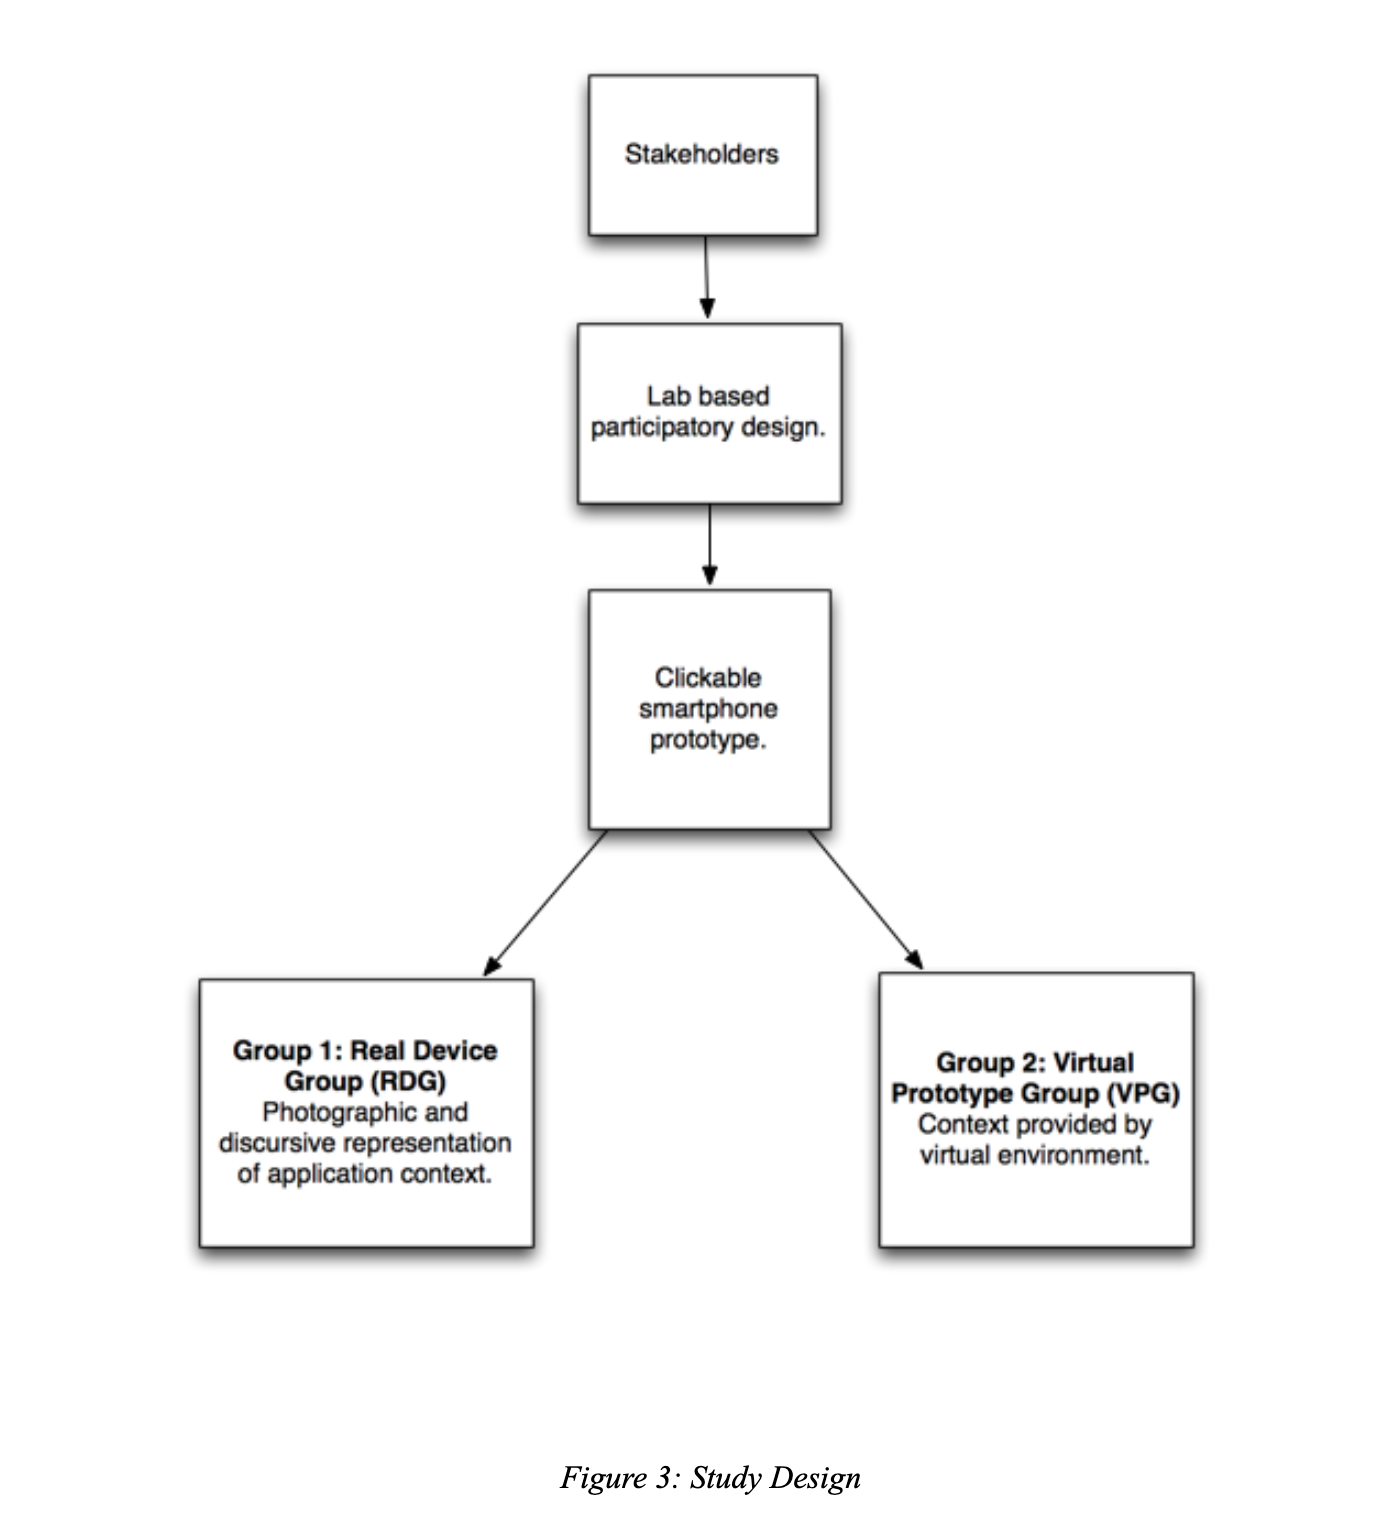 Stakeholders
Lab based
participatory design.
Clickable
smartphone
prototype.
Group 1: Real Device
Group (RDG)
Photographic and
discursive representation
of application context.
Group 2: Virtual
Prototype Group (VPG)
Context provided by
virtual environment.
Figure 3: Study Design